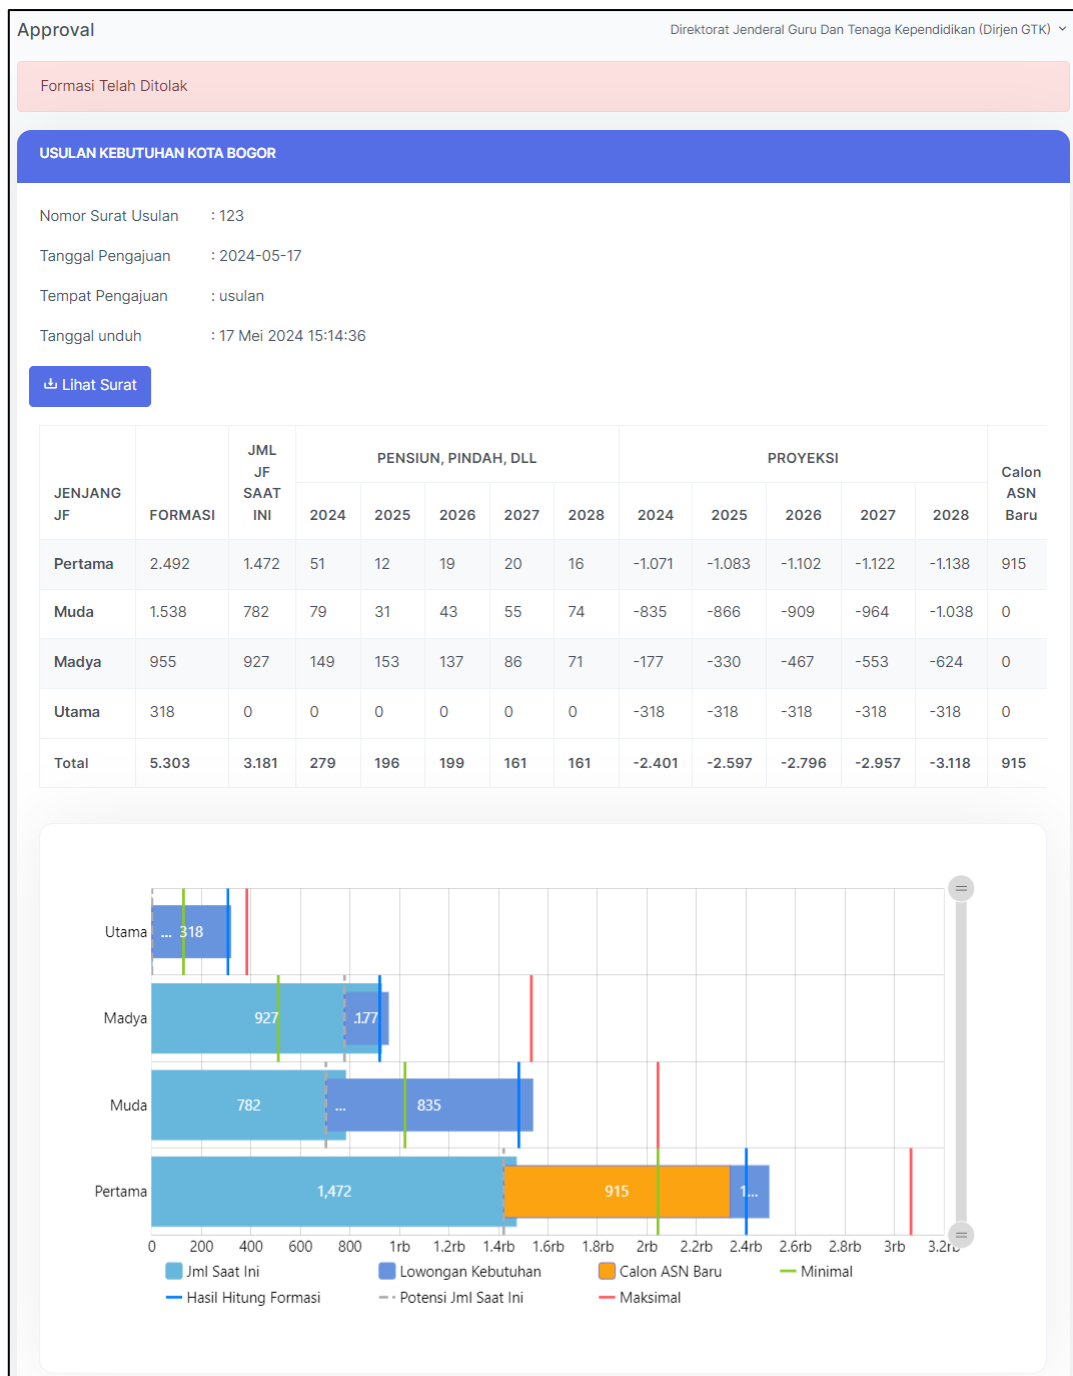 Approval
Direktorat Jenderal Guru Dan Tenaga Kependidikan (Dirjen GTK)
Formasi Telah Ditolak
USULAN KEBUTUHAN KOTA BOGOR
Nomor Surat Usulan : 123
Tanggal Pengajuan : 2024-05-17
Tempat Pengajuan : usulan
Tanggal unduh : 17 Mei 2024 15:14:36
Lihat Surat
JENJANG JF FORMASI JML JF SAAT INI PENSIUN, PINDAH, DLL PROYEKSI Calon ASN Baru
2024 2025 2026 2027 2028 2024 2025 2026 2027 2028
Pertama 2.492 1.472 51 12 19 20 16 -1.071 -1.083 -1.102 -1.122 -1.138 915
Muda 1.538 782 79 31 43 55 74 -835 -866 -909 -964 -1.038 0
Madya 955 927 149 153 137 86 71 -177 -330 -467 -553 -624 0
Utama 318 0 0 0 0 0 0 -318 -318 -318 -318 -318 0
Total 5.303 3.181 279 196 199 161 161 -2.401 -2.597 -2.796 -2.957 -3.118 915
Utama ... 318
Madya 927 .177
Muda 782 ... 835
Pertama 1,472 915 1...
0 200 400 600 800 1rb 1.2rb 1.4rb 1.6rb 1.8rb 2rb 2.2rb 2.4rb 2.6rb 2.8rb 3rb 3.2rb
Jml Saat Ini Lowongan Kebutuhan Calon ASN Baru Minimal
Hasil Hitung Formasi Potensi Jml Saat Ini Maksimal